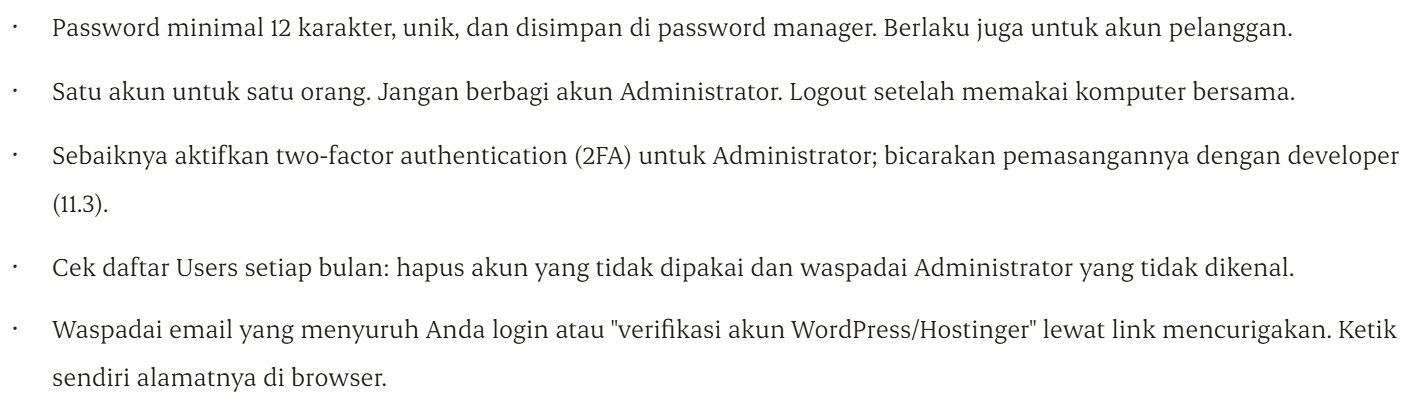 · Password minimal 12 karakter, unik, dan disimpan di password manager. Berlaku juga untuk akun pelanggan.
· Satu akun untuk satu orang. Jangan berbagi akun Administrator. Logout setelah memakai komputer bersama.
· Sebaiknya aktifkan two-factor authentication (2FA) untuk Administrator; bicarakan pemasangannya dengan developer
(11.3).
· Cek daftar Users setiap bulan: hapus akun yang tidak dipakai dan waspadai Administrator yang tidak dikenal.
· Waspadai email yang menyuruh Anda login atau "verifikasi akun WordPress/Hostinger" lewat link mencurigakan. Ketik
sendiri alamatnya di browser.